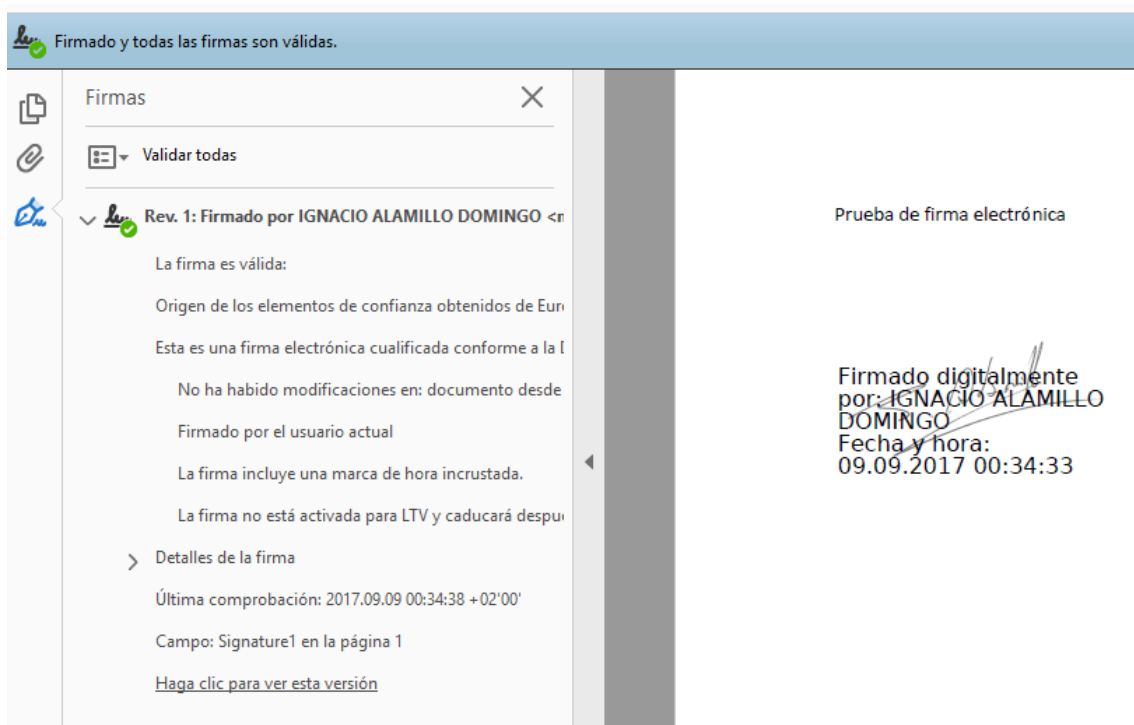 Firmado y todas las firmas son válidas.
Firmas
Validar todas
Rev. 1: Firmado por IGNACIO ALAMILLO DOMINGO <
La firma es válida:
Origen de los elementos de confianza obtenidos de
Esta es una firma electrónica cualificada conforme a la
No ha habido modificaciones en: documento desde
Firmado por el usuario actual
La firma incluye una marca de hora incrustada.
La firma no está activada para LTV y caducará
Detalles de la firma
Última comprobación: 2017.09.09 00:34:38 +02'00'
Campo: Signature1 en la página 1
Haga clic para ver esta versión
Prueba de firma electrónica
Firmado digitalmente
por: IGNACIO ALAMILLO
DOMINGO
Fecha y hora:
09.09.2017 00:34:33